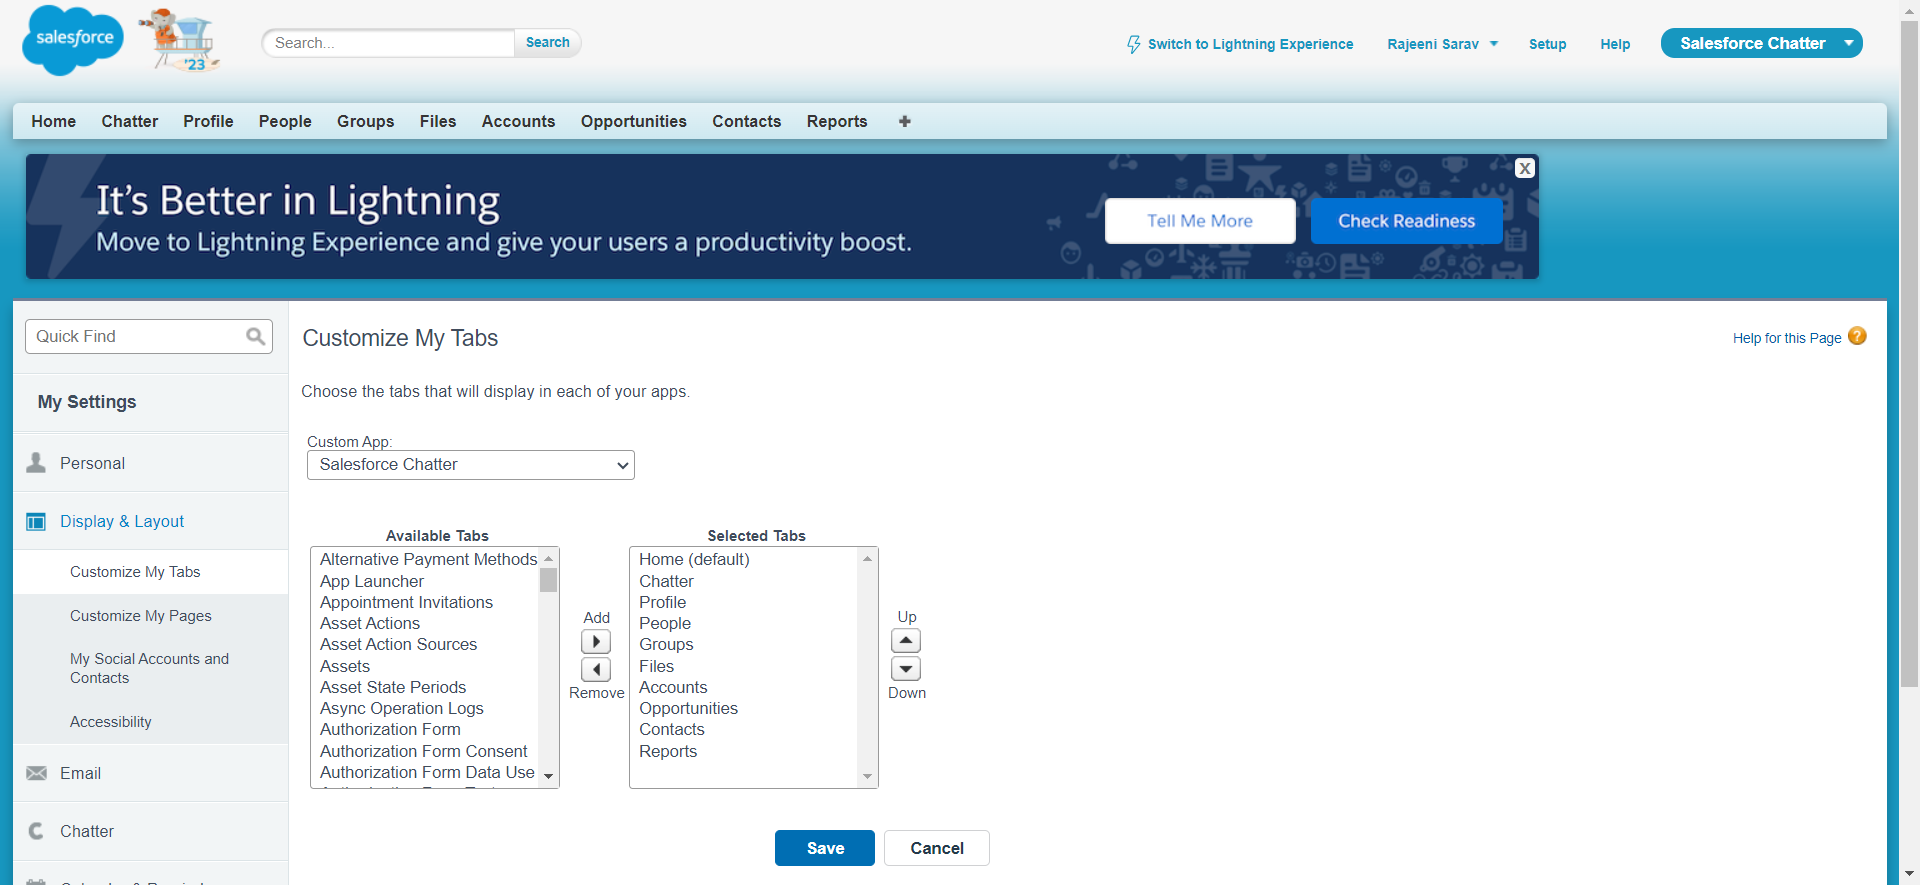 salesforce
'23
Search...
Search
Switch to Lightning Experience
Rajeeni Sarav
Setup
Help
Salesforce Chatter
Home
Chatter
Profile
People
Groups
Files
Accounts
Opportunities
Contacts
Reports
It's Better in Lightning
Move to Lightning Experience and give your users a productivity boost.
Tell Me More
Check Readiness
X
Quick Find
My Settings
Personal
Display & Layout
Customize My Tabs
Customize My Pages
My Social Accounts and
Contacts
Accessibility
Email
Chatter
Customize My Tabs
Help for this Page
Choose the tabs that will display in each of your apps.
Custom App:
Salesforce Chatter
Available Tabs
Alternative Payment Methods
App Launcher
Appointment Invitations
Asset Actions
Asset Action Sources
Assets
Asset State Periods
Async Operation Logs
Authorization Form
Authorization Form Consent
Authorization Form Data Use
Add
Remove
Selected Tabs
Home (default)
Chatter
Profile
People
Groups
Files
Accounts
Opportunities
Contacts
Reports
Up
Down
Save
Cancel